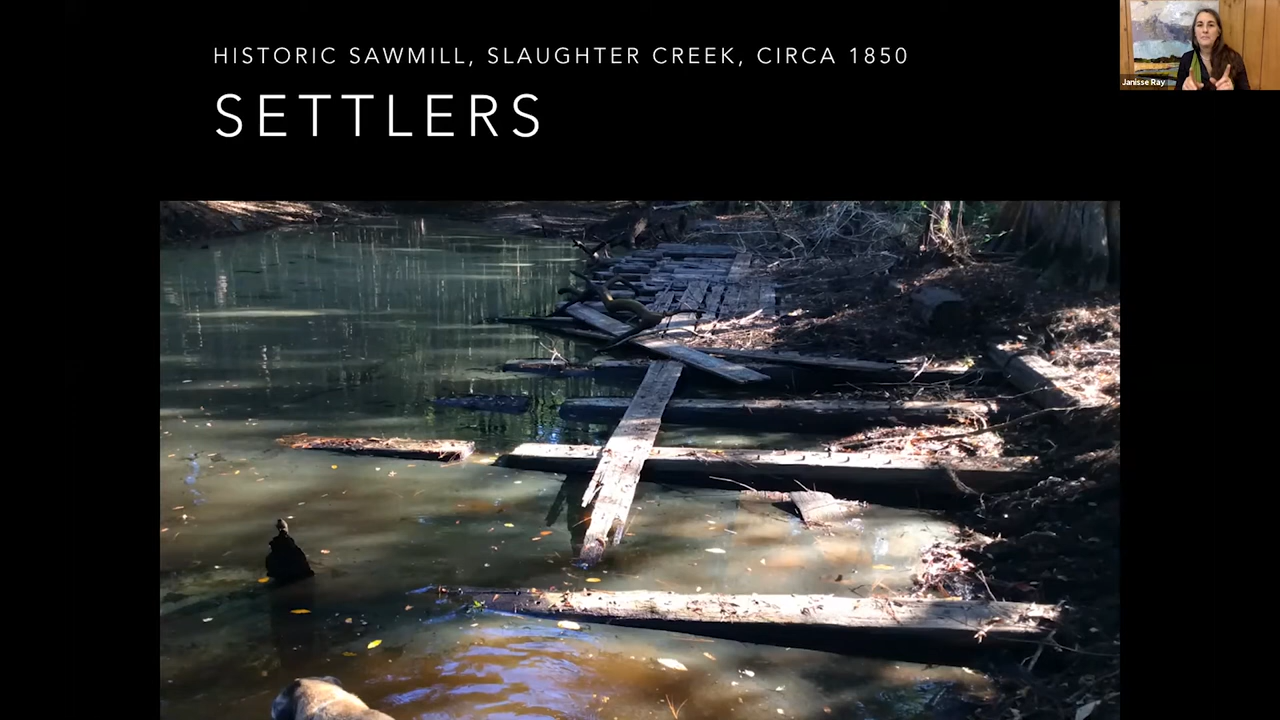 HISTORIC SAWMILL, SLAUGHTER CREEK, CIRCA 1850
SETTLERS
Janisse Ray